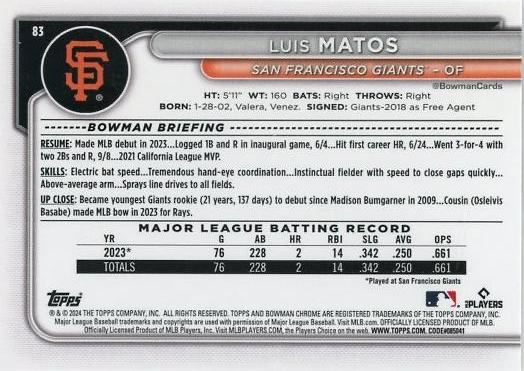 83
SF
LUIS MATOS
SAN FRANCISCO GIANTS® - OF
@BowmanCards
HT: 5'11" WT: 160 BATS: Right THROWS: Right
BORN: 1-28-02, Valera, Venez. SIGNED: Giants-2018 as Free Agent
BOWMAN BRIEFING
RESUME: Made MLB debut in 2023...Logged 1B and R in inaugural game, 6/4...Hit first career HR, 6/24...Went 3-for-4 with
two 2Bs and R, 9/8...2021 California League MVP.
SKILLS: Electric bat speed...Tremendous hand-eye coordination...Instinctual fielder with speed to close gaps quickly...
Above-average arm...Sprays line drives to all fields.
UP CLOSE: Became youngest Giants rookie (21 years, 137 days) to debut since Madison Bumgarner in 2009...Cousin (Osleivis
Basabe) made MLB bow in 2023 for Rays.
MAJOR LEAGUE BATTING RECORD
YR G AB HR RBI SLG AVG OPS
2023* 76 228 2 14 .342 .250 .661
TOTALS 76 228 2 14 .342 .250 .661
*Played at San Francisco Giants
Topps
PLAYERS
® & © 2024 THE TOPPS COMPANY, INC. ALL RIGHTS RESERVED. TOPPS AND BOWMAN CHROME ARE REGISTERED TRADEMARKS OF THE TOPPS COMPANY, INC.
Major League Baseball trademarks and copyrights are used with permission of Major League Baseball. Visit MLB.com. OFFICIALLY LICENSED PRODUCT OF MLB.
Officially Licensed Product of MLB Players, Inc. Visit MLBPLAYERS.COM, the Players Choice on the web. WWW.TOPPS.COM. CODE#085041